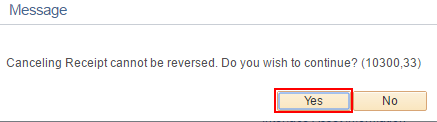 Message
Canceling Receipt cannot be reversed. Do you wish to continue? (10300,33)
Yes No